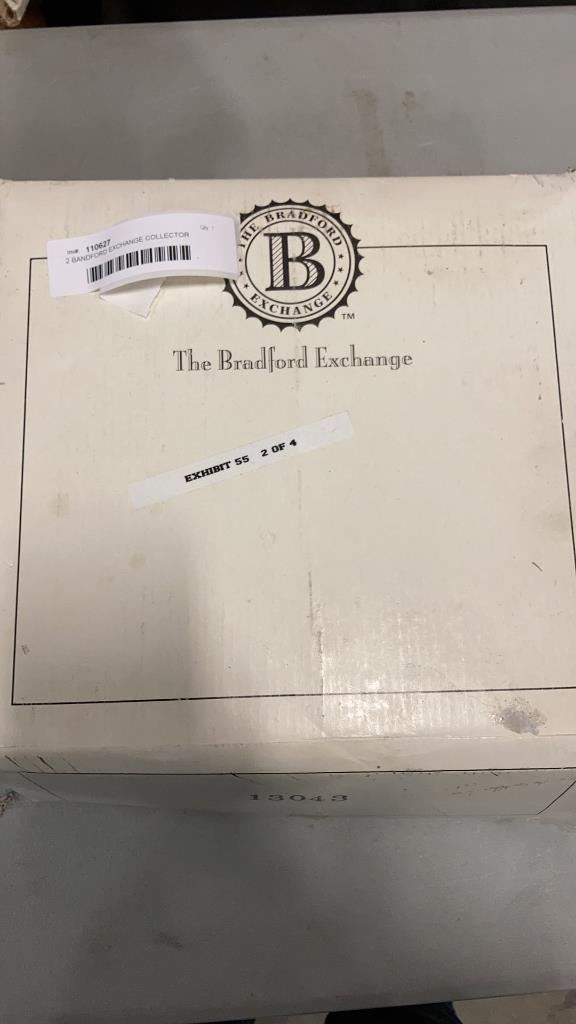 Item# 110627 Qty: 1
2 BANDFORD EXCHANGE COLLECTOR
THE BRADFORD
B
EXCHANGE
TM
The Bradford Exchange
EXHIBIT 55 2 OF 4
13043